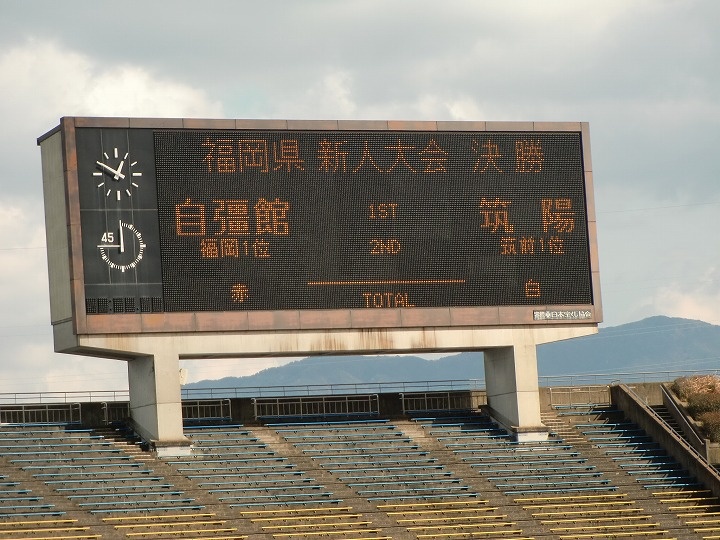 福岡県 新人大会 決 勝
自彊館 1ST 筑 陽
福岡1位 2ND 筑前1位
赤 TOTAL 白
45